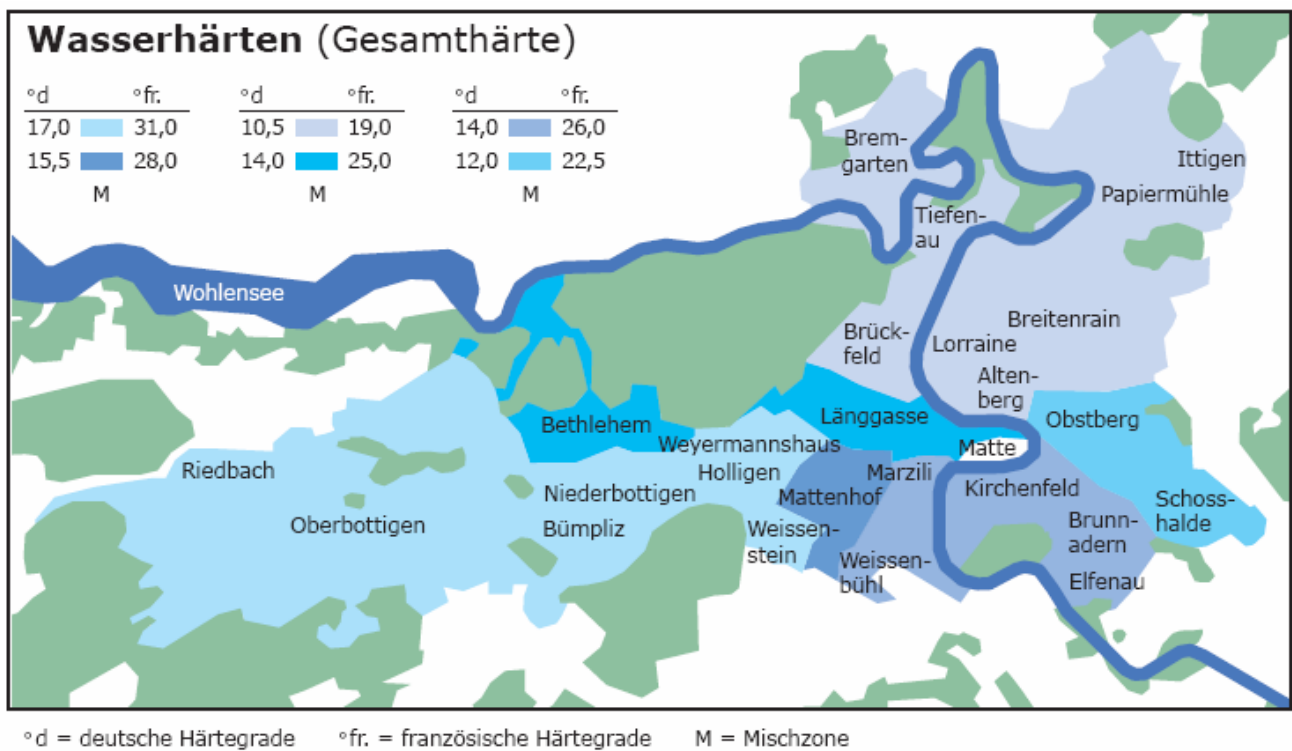 Wasserhärten (Gesamthärte)
°d °fr. °d °fr. °d °fr.
17,0 31,0 10,5 19,0 14,0 26,0
15,5 28,0 14,0 25,0 12,0 22,5
M M M
Brem-
garten
Ittigen
Papiermühle
Tiefen-
au
Wohlensee
Brück-
feld
Breitenrain
Lorraine
Alten-
berg
Länggasse
Obstberg
Bethlehem
Weyermannshaus
Matte
Riedbach
Holligen
Marzili
Niederbottigen
Mattenhof
Kirchenfeld
Schoss-
halde
Oberbottigen
Bümpliz
Weissen-
stein
Brunn-
adern
Weissen-
bühl
Elfenau
°d = deutsche Härtegrade °fr. = französische Härtegrade M = Mischzone